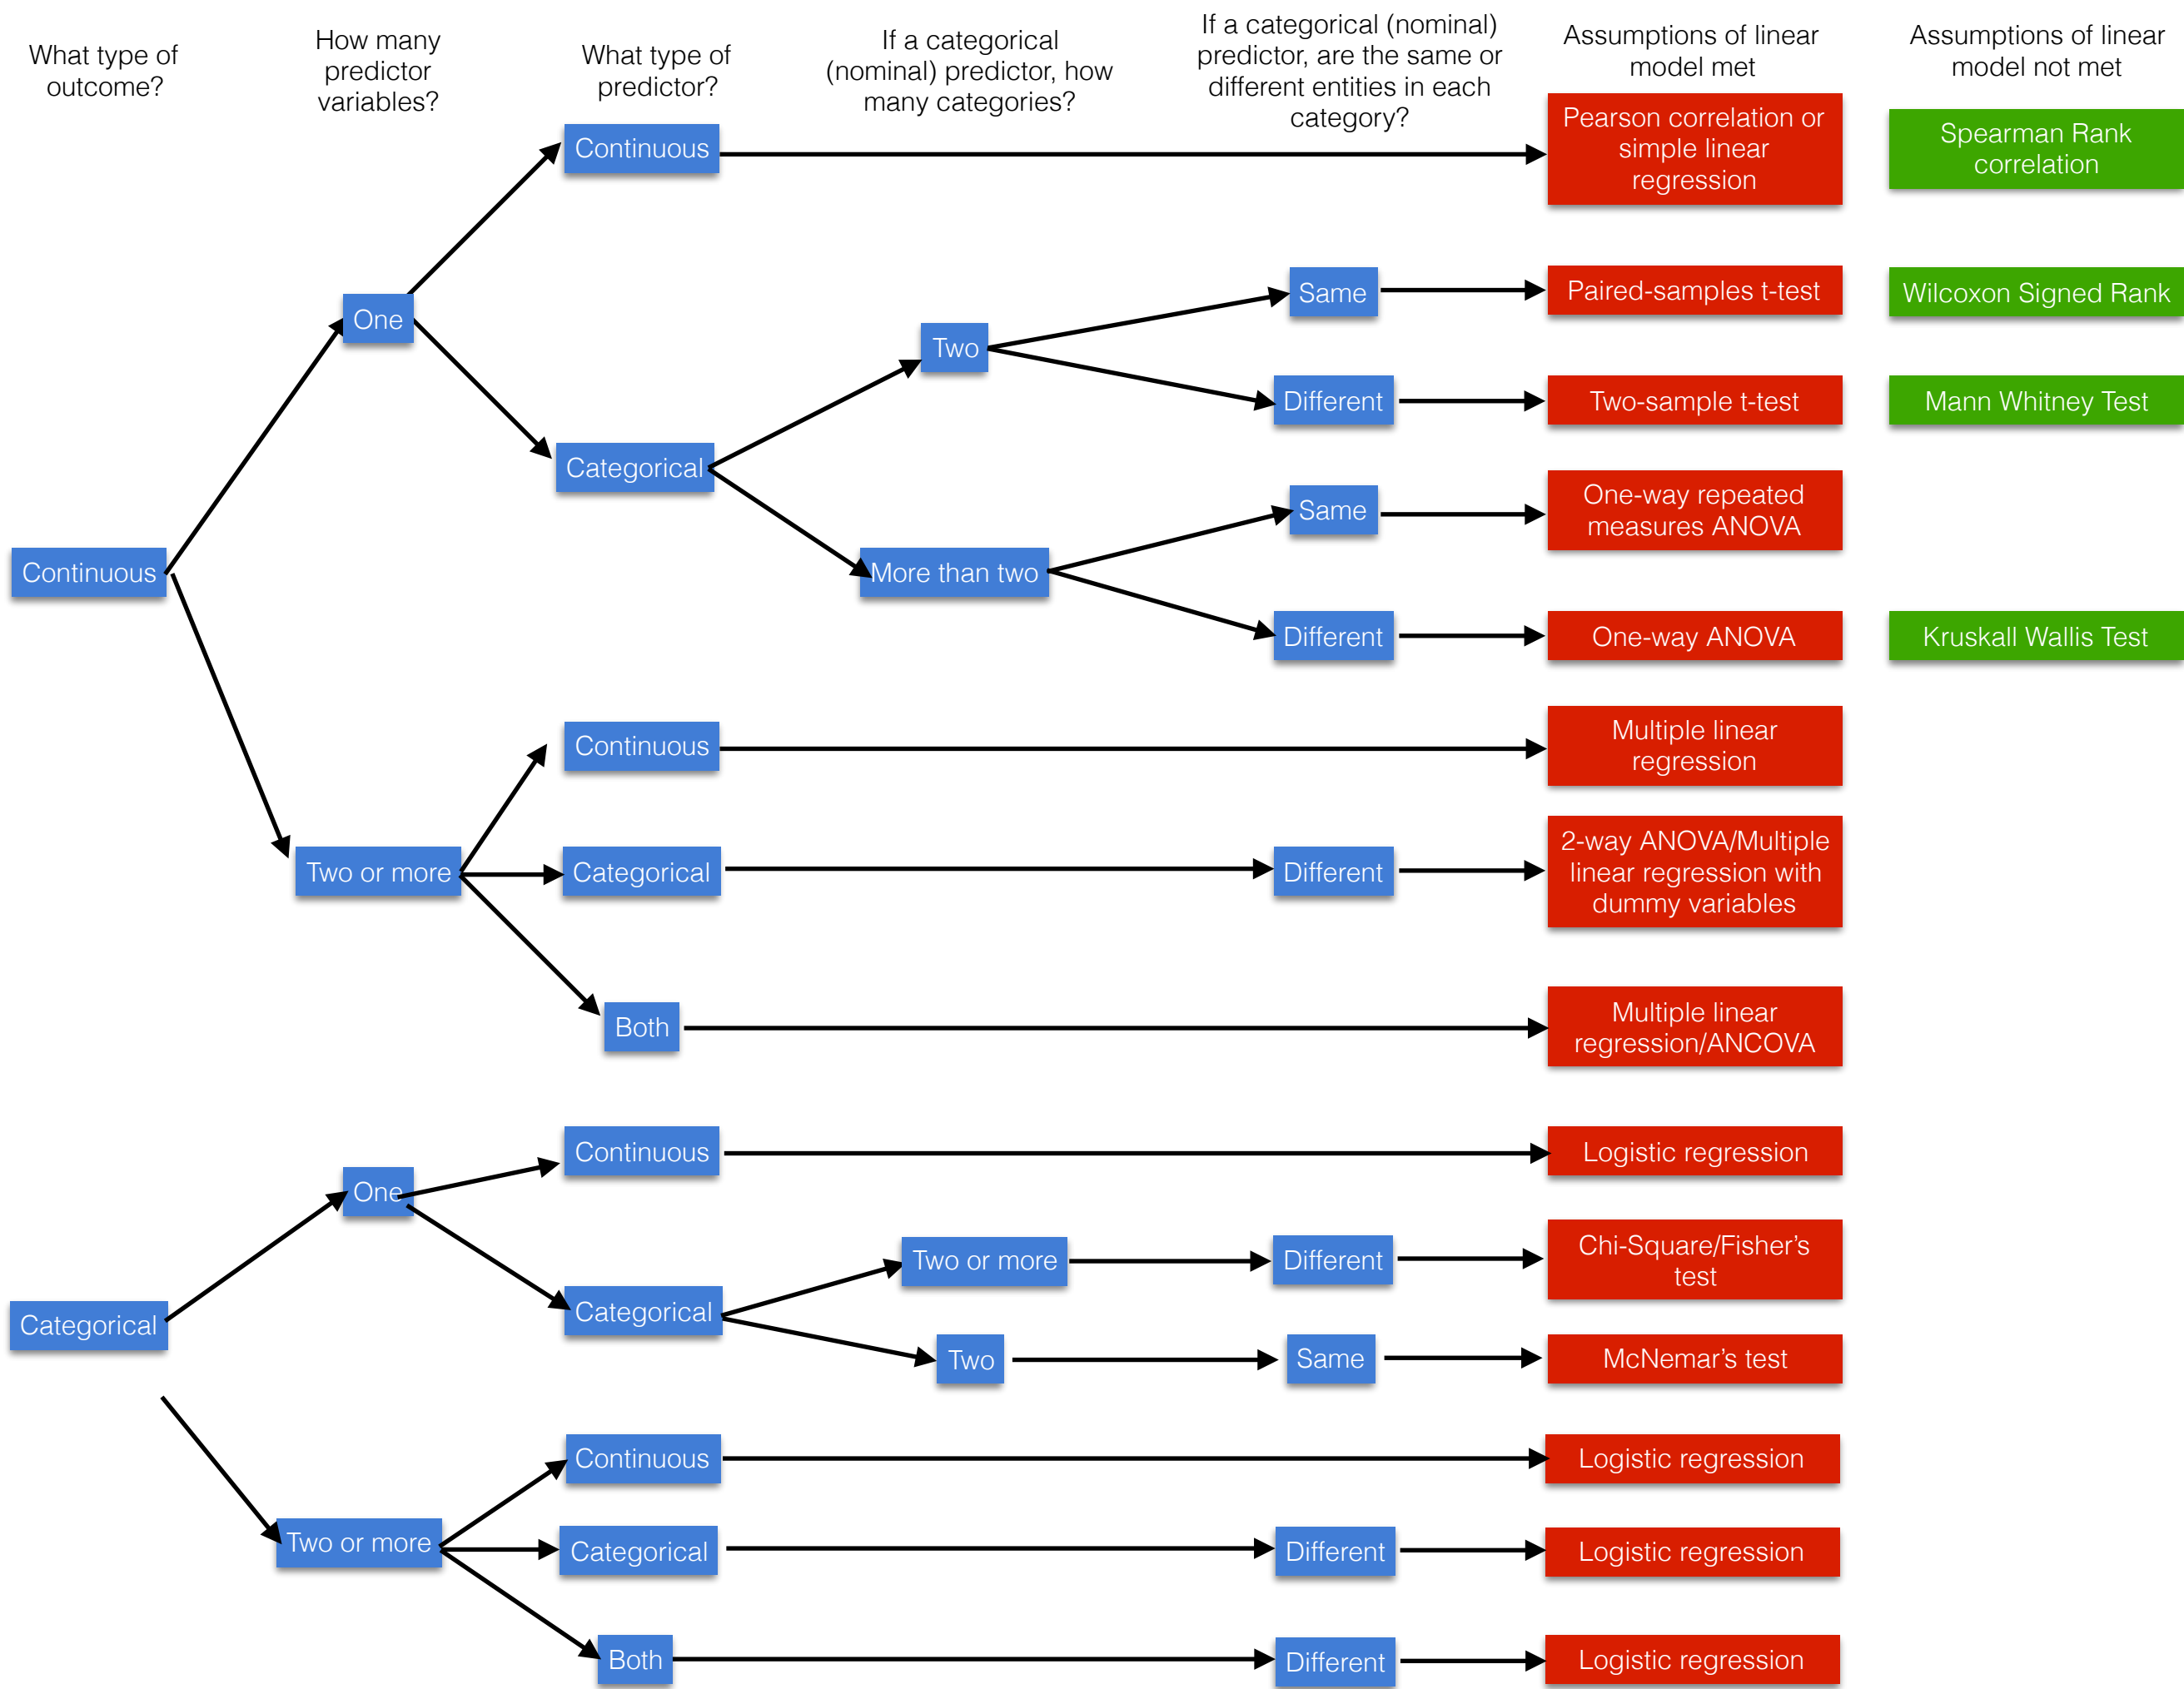 What type of
outcome?
How many
predictor
variables?
What type of
predictor?
If a categorical
(nominal) predictor, how
many categories?
If a categorical (nominal)
predictor, are the same or
different entities in each
category?
Assumptions of linear
model met
Assumptions of linear
model not met
Continuous
Pearson correlation or
simple linear
regression
Spearman Rank
correlation
One
Same
Paired-samples t-test
Wilcoxon Signed Rank
Two
Different
Two-sample t-test
Mann Whitney Test
Categorical
Same
One-way repeated
measures ANOVA
Continuous
More than two
Different
One-way ANOVA
Kruskall Wallis Test
Continuous
Multiple linear
regression
Two or more
Categorical
Different
2-way ANOVA/Multiple
linear regression with
dummy variables
Both
Multiple linear
regression/ANCOVA
Continuous
Logistic regression
One
Two or more
Different
Chi-Square/Fisher’s
test
Categorical
Categorical
Two
Same
McNemar’s test
Continuous
Logistic regression
Two or more
Categorical
Different
Logistic regression
Both
Different
Logistic regression